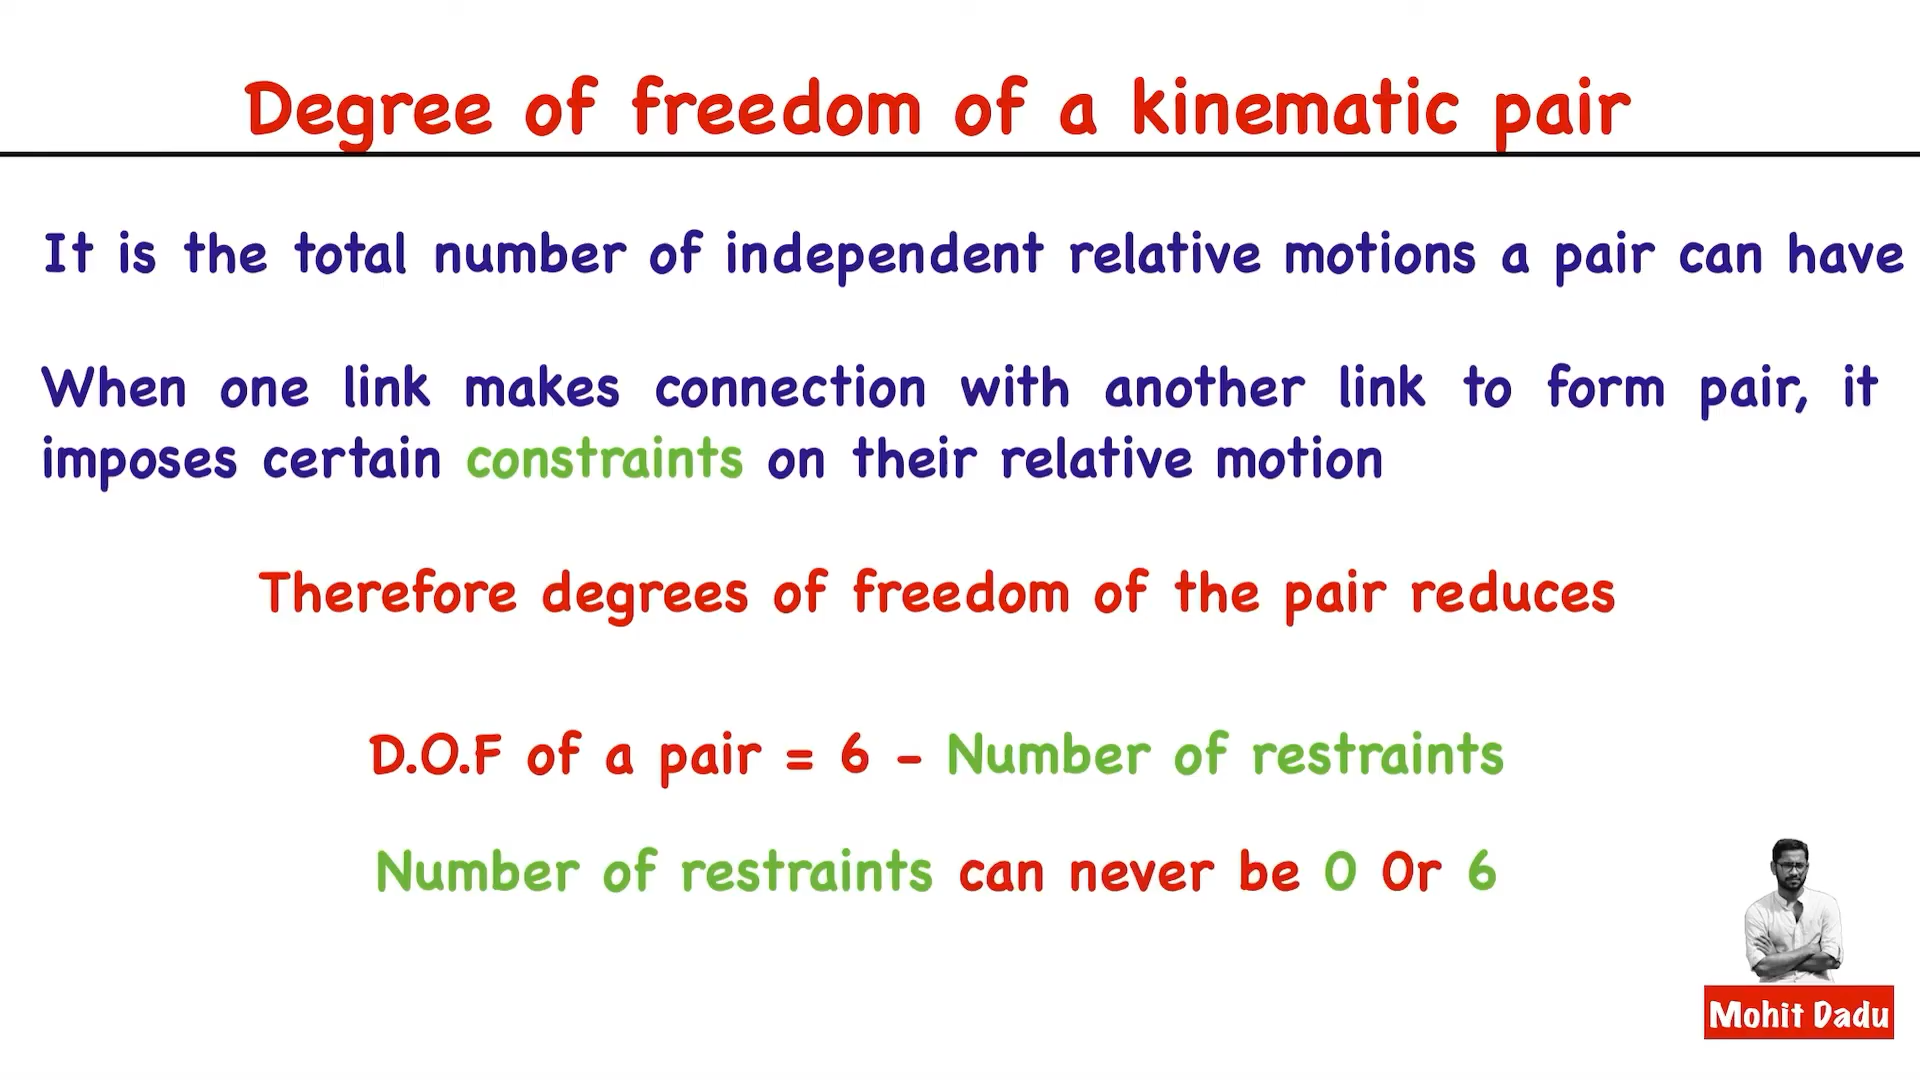 Degree of freedom of a kinematic pair
It is the total number of independent relative motions a pair can have
When one link makes connection with another link to form pair, it
imposes certain constraints on their relative motion
Therefore degrees of freedom of the pair reduces
D.O.F of a pair = 6 - Number of restraints
Number of restraints can never be 0 Or 6
Mohit Dadu